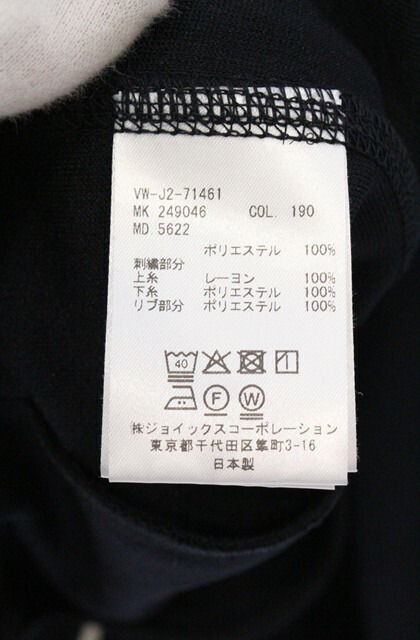 VW-J2-71461
MK 249046 COL. 190
MD.5622
ポリエステル 100%
刺繍部分
上糸 レーヨン 100%
下糸 ポリエステル 100%
リブ部分 ポリエステル 100%
40
F W
㈱ジョイックスコーポレーション
東京都千代田区隼町3-16
日本製